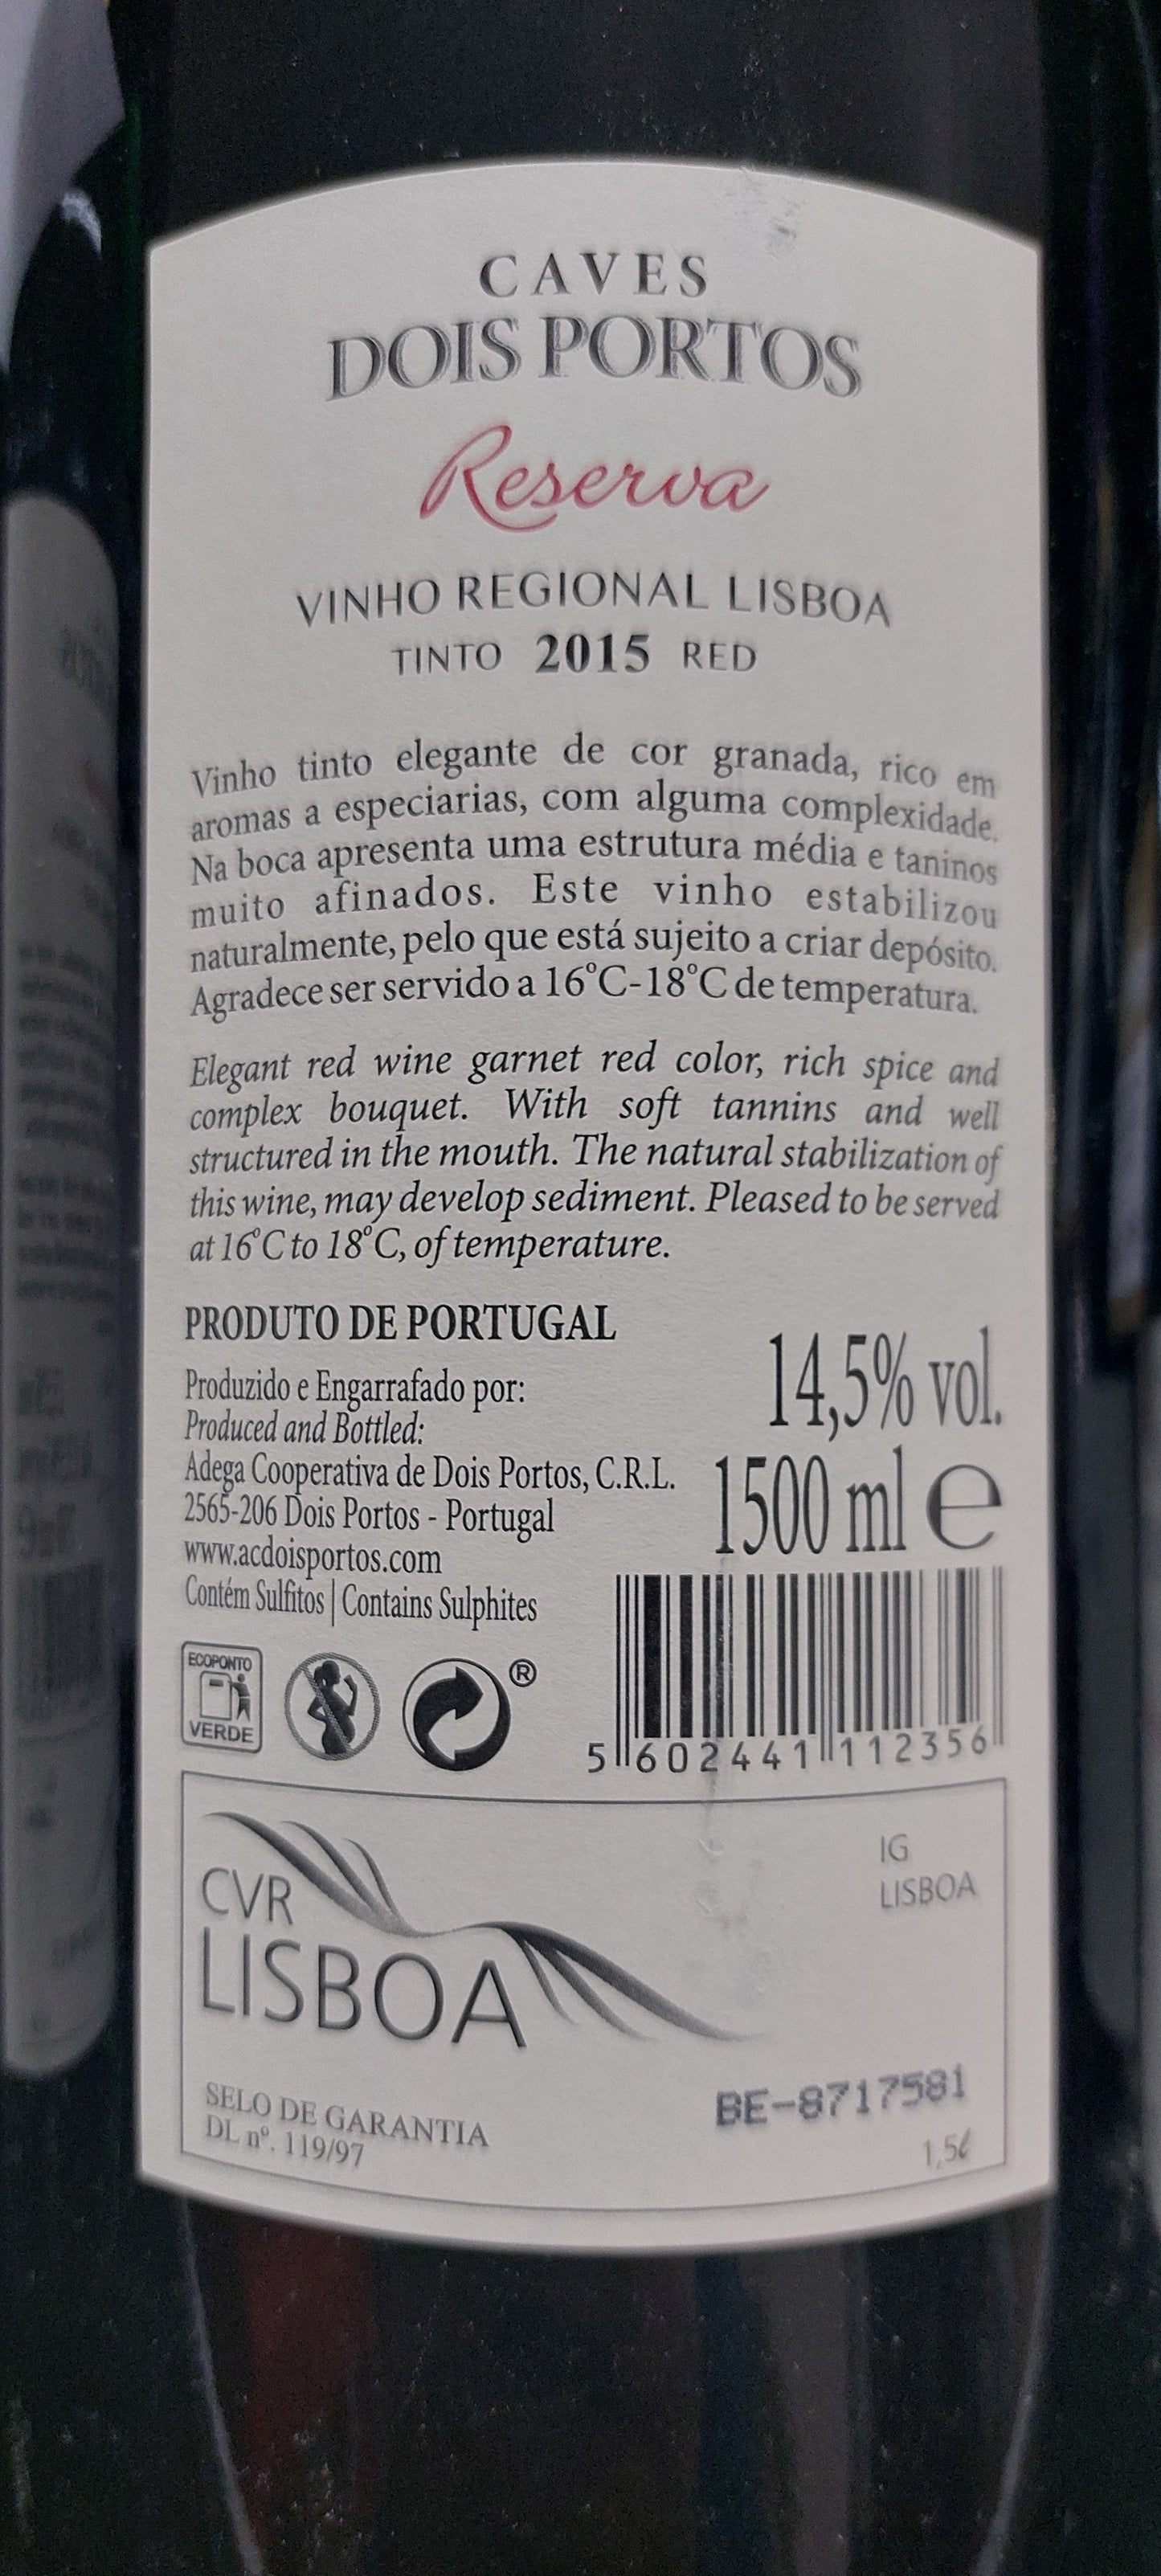 CAVES
DOIS PORTOS
Reserva
VINHO REGIONAL LISBOA
TINTO 2015 RED
Vinho tinto elegante de cor granada, rico em
aromas a especiarias, com alguma complexidade.
Na boca apresenta uma estrutura média e taninos
muito afinados. Este vinho estabilizou
naturalmente, pelo que está sujeito a criar depósito.
Agradece ser servido a 16°C-18°C de temperatura.
Elegant red wine garnet red color, rich spice and
complex bouquet. With soft tannins and well
structured in the mouth. The natural stabilization of
this wine, may develop sediment. Pleased to be served
at 16°C to 18°C, of temperature.
PRODUTO DE PORTUGAL
Produzido e Engarrafado por:
Produced and Bottled:
Adega Cooperativa de Dois Portos, C.R.L.
2565-206 Dois Portos - Portugal
www.acdoisportos.com
Contém Sulfitos | Contains Sulphites
14,5% vol.
1500 ml e
ECOPONTO
VERDE
®
5 602441 112356
CVR
LISBOA
IG
LISBOA
SELO DE GARANTIA
DL nº. 119/97
BE-8717581
1,5ℓ